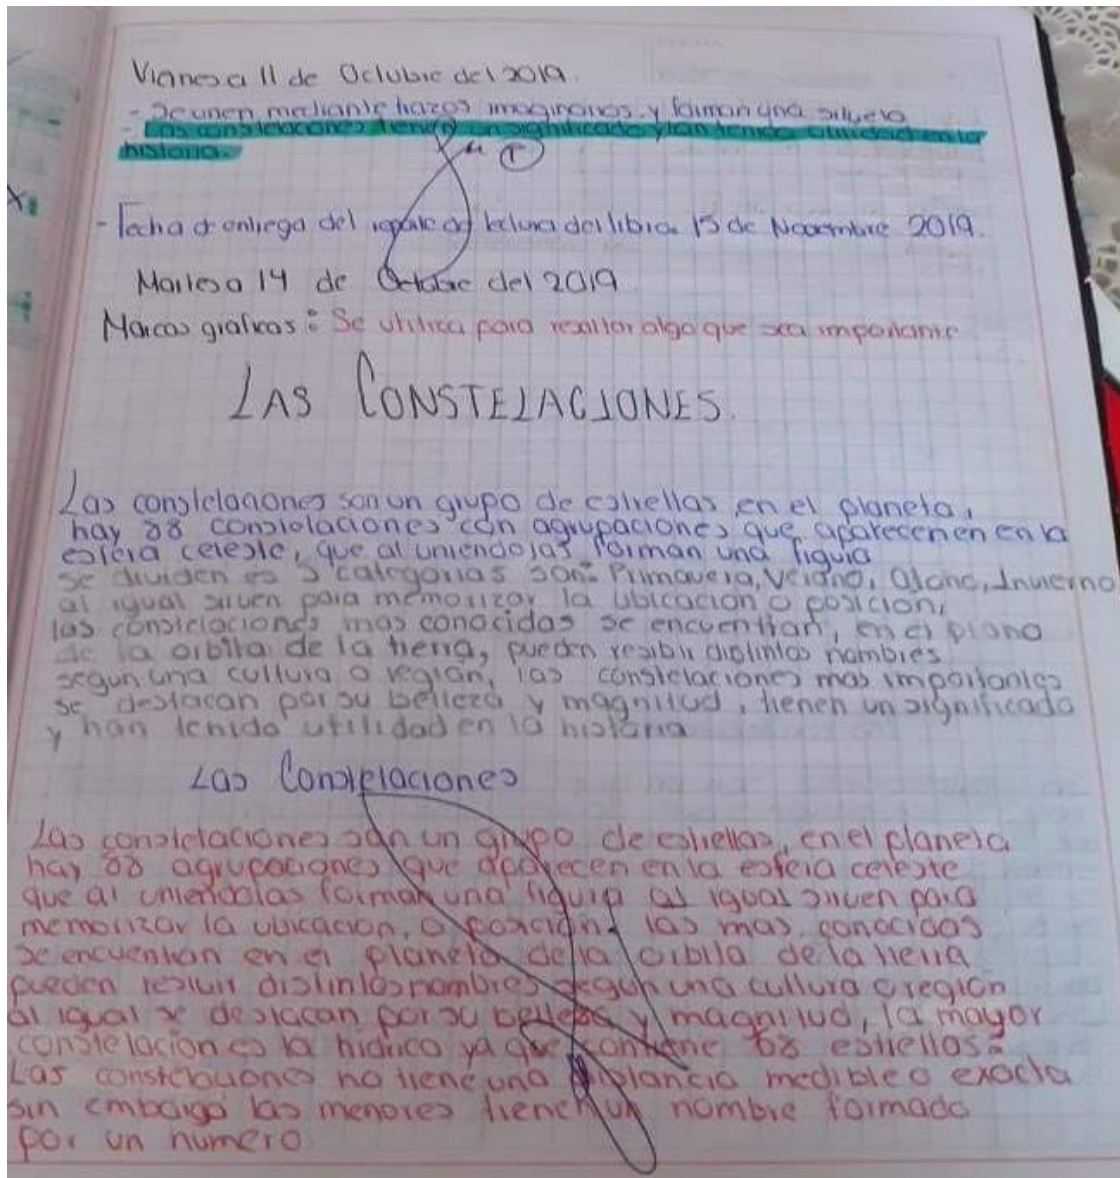 Viernes a 11 de Octubre del 2019.
- Se unen mediante trazos imaginarios y forman una silueta
- Las constelaciones tienen un significado y han tenido utilidad en la
historia.
- Fecha de entrega del reporte de lectura del libro 15 de Noviembre 2019.
Martes a 14 de Octubre del 2019
Marcas graficas: Se utiliza para resaltar algo que sea importante
LAS CONSTELACIONES.
Las constelaciones son un grupo de estrellas en el planeta,
hay 88 constelaciones con agrupaciones que aparecen en en la
esfera celeste, que al uniendolas forman una figura
se dividen es 5 categorias son: Primavera, Verano, Otoño, Invierno
al igual sirven para memorizar la ubicacion o posicion,
las constelaciones mas conocidas se encuentran, en el plano
de la orbita de la tierra, pueden resibir distintos nombres
segun una cultura o región, las constelaciones mas importantes
se destacan por su belleza y magnitud, tienen un significado
y han tenido utilidad en la historia
Las Constelaciones
Las constelaciones son un grupo de estrellas, en el planeta
hay 88 agrupaciones que aparecen en la esfera celeste
que al uniendolas forman una figura al igual sirven para
memorizar la ubicacion, o posición. las mas conocidas
se encuentran en el planeta de la orbita de la tierra
pueden resivir distintos nombres segun una cultura o región
al igual se destacan por su belleza y magnitud, la mayor
constelacion es la hidrica ya que contiene 68 estrellas:
Las constelaciones no tiene una distancia medible o exacta
sin embargo las menores tienen un nombre formado
por un numero